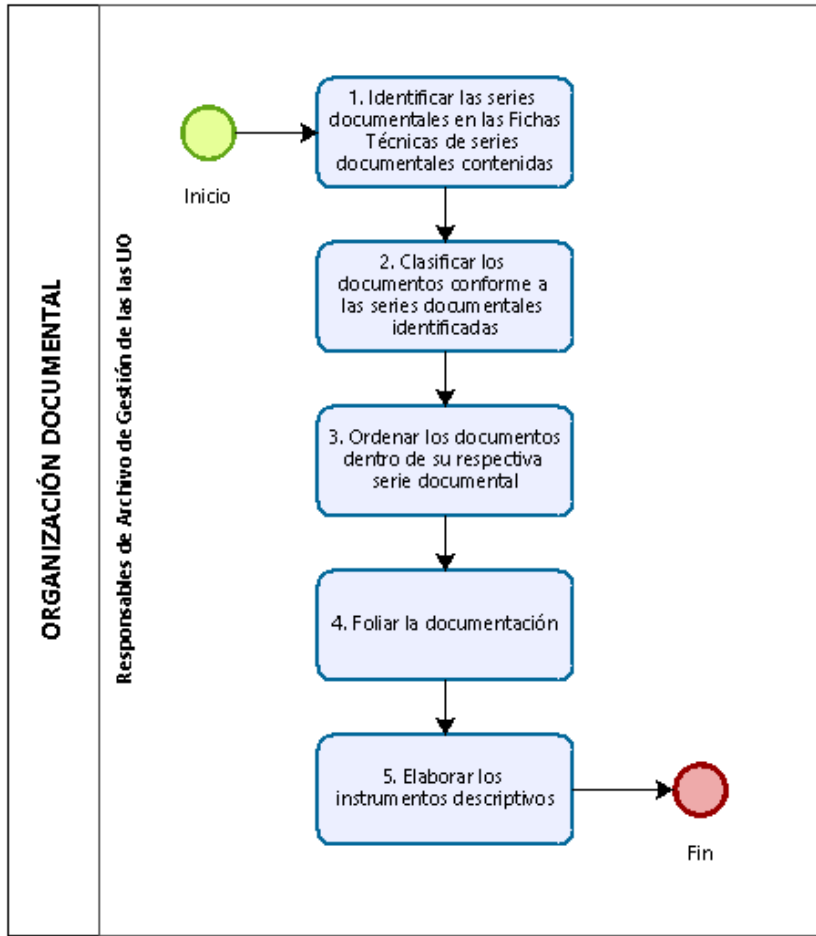 ORGANIZACIÓN DOCUMENTAL
Responsables de Archivo de Gestión de las las UO
Inicio
1. Identificar las series
documentales en las Fichas
Técnicas de series
documentales contenidas
2. Clasificar los
documentos conforme a
las series documentales
identificadas
3. Ordenar los documentos
dentro de su respectiva
serie documental
4. Foliar la documentación
5. Elaborar los
instrumentos descriptivos
Fin